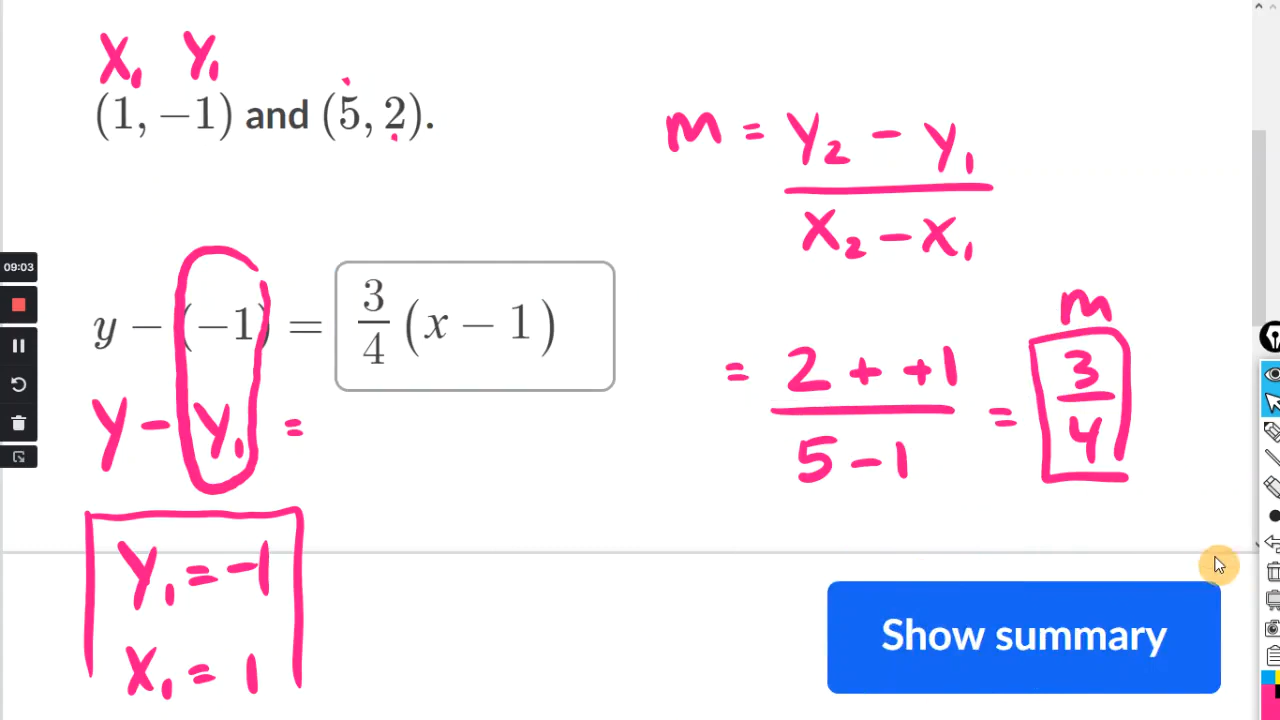 X₁ Y₁
(1, −1) and (5, 2).
m = Y₂ − Y₁
X₂ − X₁
09:03
y − (−1) = 3/4 (x − 1)
Y − Y₁ =
m
= 2 + +1 / 5 − 1 = 3/4
Y₁ = −1
X₁ = 1
Show summary